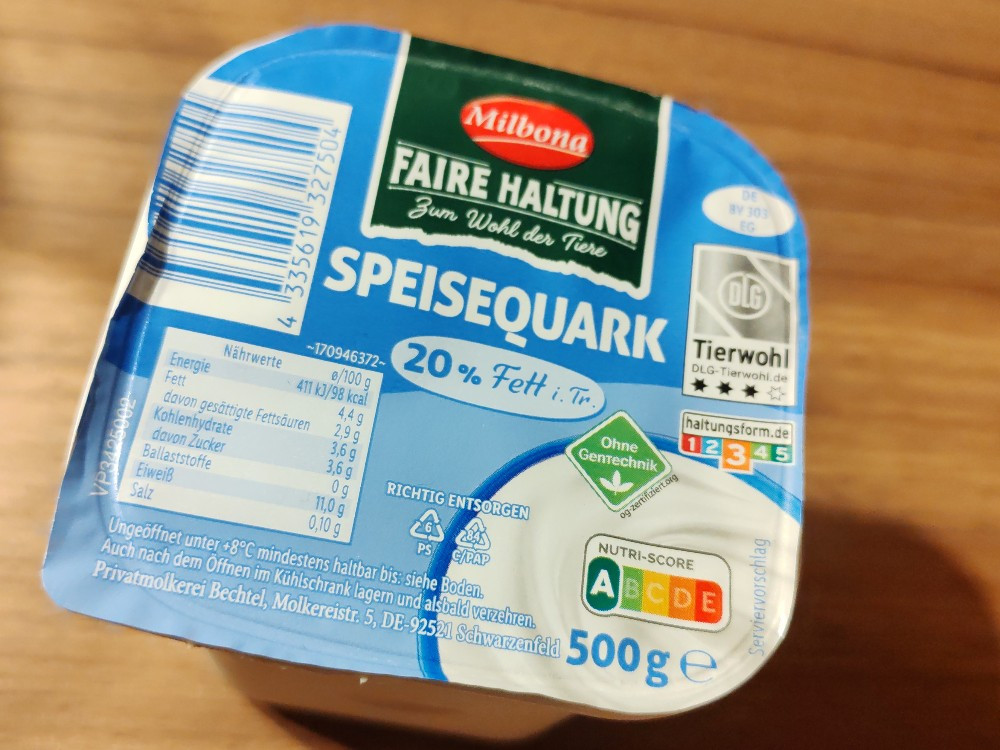 Milbona
FAIRE HALTUNG
Zum Wohl der Tiere
SPEISEQUARK
20% Fett i. Tr.
4 335619 327504
DE
BV 303
EG
DLG
Tierwohl
DLG-Tierwohl.de
haltungsform.de
1 2 3 4 5
Nährwerte ø/100 g
Energie 411 kJ/98 kcal
Fett 4,4 g
davon gesättigte Fettsäuren 2,9 g
Kohlenhydrate 3,6 g
davon Zucker 3,6 g
Ballaststoffe 0 g
Eiweiß 11,0 g
Salz 0,10 g
~170946372~
Ohne
GenTechnik
og-zertifiziert.org
RICHTIG ENTSORGEN
6 84
PS C/PAP
NUTRI-SCORE
A B C D E
Ungeöffnet unter +8°C mindestens haltbar bis: siehe Boden.
Auch nach dem Öffnen im Kühlschrank lagern und alsbald verzehren.
Privatmolkerei Bechtel, Molkereistr. 5, DE-92521 Schwarzenfeld
500 g e
Serviervorschlag